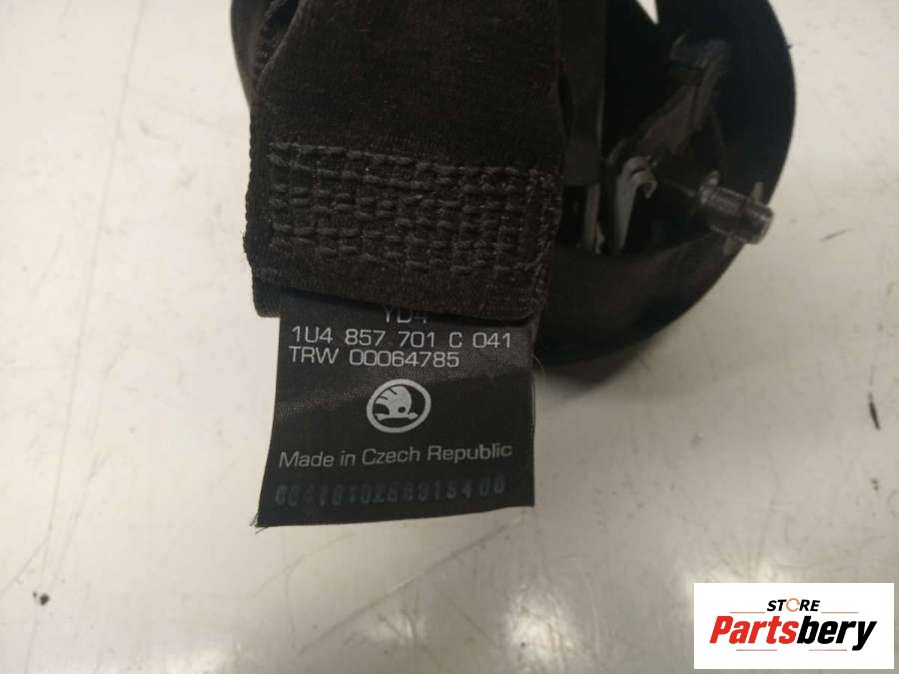 1U4 857 701 C 041
TRW 00064785
Made in Czech Republic
STORE
Partsbery